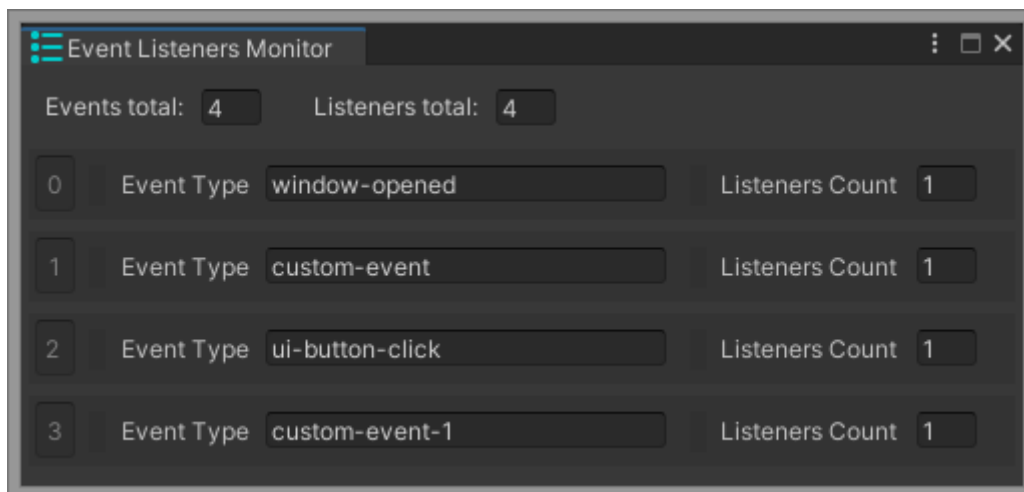 Event Listeners Monitor
Events total: 4 Listeners total: 4
0 Event Type window-opened Listeners Count 1
1 Event Type custom-event Listeners Count 1
2 Event Type ui-button-click Listeners Count 1
3 Event Type custom-event-1 Listeners Count 1